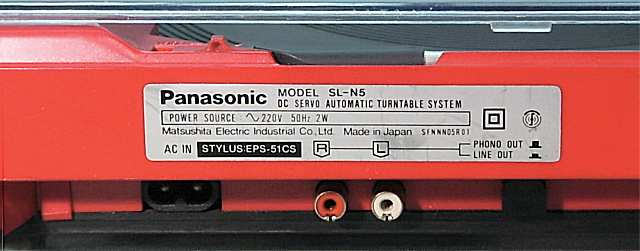 Panasonic MODEL SL-N5
DC SERVO AUTOMATIC TURNTABLE SYSTEM
POWER SOURCE ∿220V 50Hz 2W
Matsushita Electric Industrial Co., Ltd. Made in Japan SFNNN05R01
AC IN STYLUS:EPS-51CS R L PHONO OUT
LINE OUT